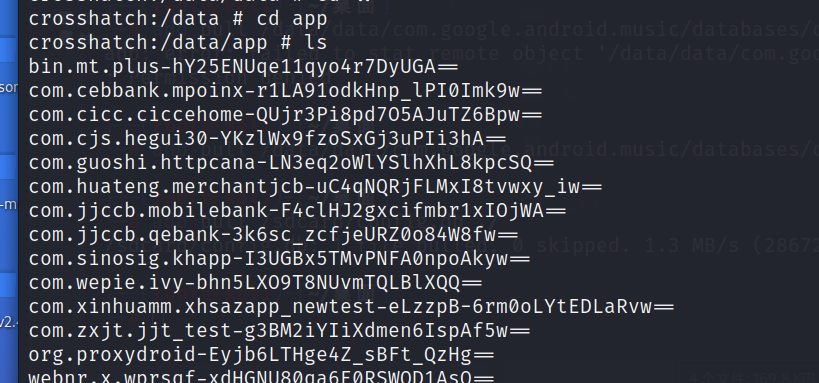 crosshatch:/data # cd app
crosshatch:/data/app # ls
bin.mt.plus-hY25ENUqe11qyo4r7DyUGA==
com.cebbank.mpoinx-r1LA91odkHnp_lPI0Imk9w==
com.cicc.ciccehome-QUjr3Pi8pd7O5AJuTZ6Bpw==
com.cjs.hegui30-YKzlWx9fzoSxGj3uPIi3hA==
com.guoshi.httpcana-LN3eq2oWlYSlhXhL8kpcSQ==
com.huateng.merchantjcb-uC4qNQRjFLMxI8tvwxy_iw==
com.jjccb.mobilebank-F4clHJ2gxcifmbr1xIOjWA==
com.jjccb.qebank-3k6sc_zcfjeURZ0o84W8fw==
com.sinosig.khapp-I3UGBx5TMvPNFA0npoAkyw==
com.wepie.ivy-bhn5LXO9T8NUvmTQLBlXQQ==
com.xinhuamm.xhsazapp_newtest-eLzzpB-6rm0oLYtEDLaRvw==
com.zxjt.jjt_test-g3BM2iYIiXdmen6IspAf5w==
org.proxydroid-Eyjb6LTHge4Z_sBFt_QzHg==